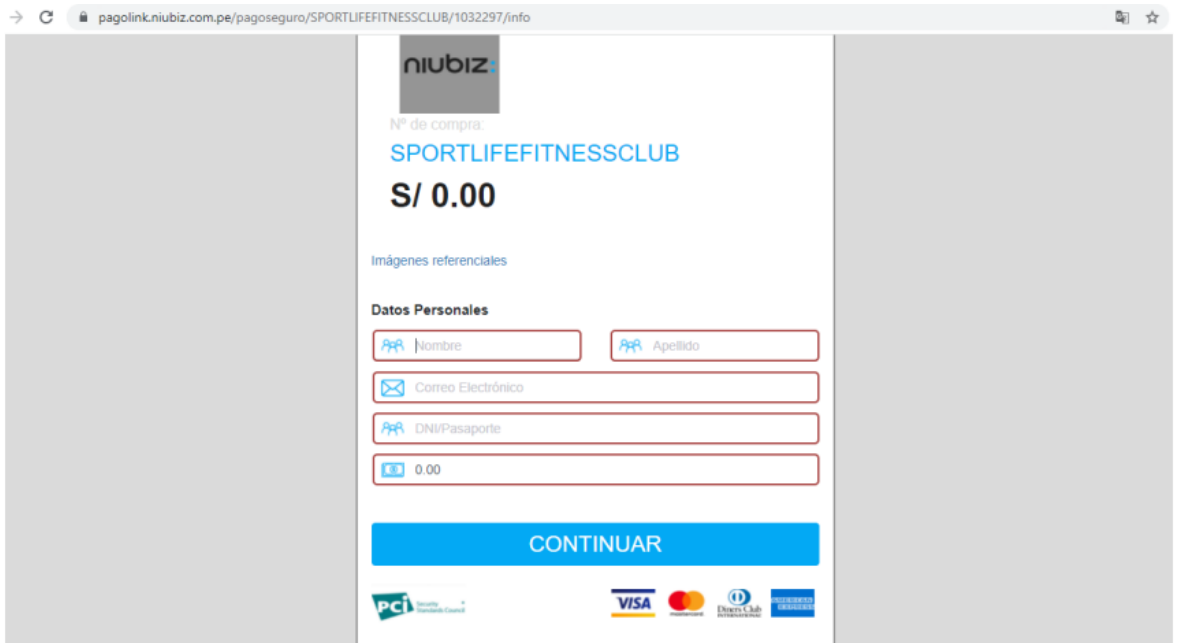 pagolink.niubiz.com.pe/pagoseguro/SPORTLIFEFITNESSCLUB/1032297/info
niubiz:
Nº de compra:
SPORTLIFEFITNESSCLUB
S/ 0.00
Imágenes referenciales
Datos Personales
Nombre Apellido
Correo Electrónico
DNI/Pasaporte
0.00
CONTINUAR
PCI Security Standards Council VISA mastercard Diners Club INTERNATIONAL AMERICAN EXPRESS